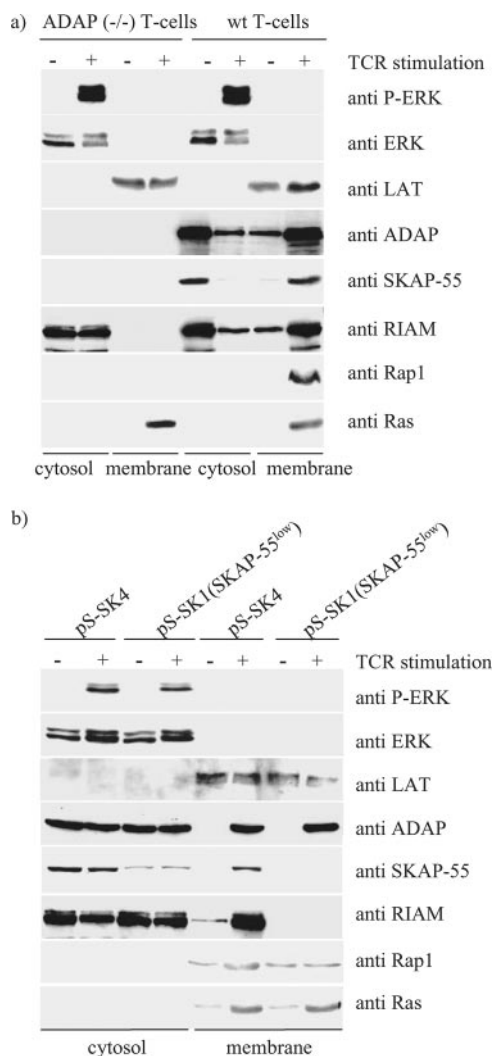 a)
ADAP (-/-) T-cells wt T-cells
- + - + - + - + TCR stimulation
anti P-ERK
anti ERK
anti LAT
anti ADAP
anti SKAP-55
anti RIAM
anti Rap1
anti Ras
cytosol membrane cytosol membrane
b)
pS-SK4 pS-SK1(SKAP-55low) pS-SK4 pS-SK1(SKAP-55low)
- + - + - + - + TCR stimulation
anti P-ERK
anti ERK
anti LAT
anti ADAP
anti SKAP-55
anti RIAM
anti Rap1
anti Ras
cytosol membrane